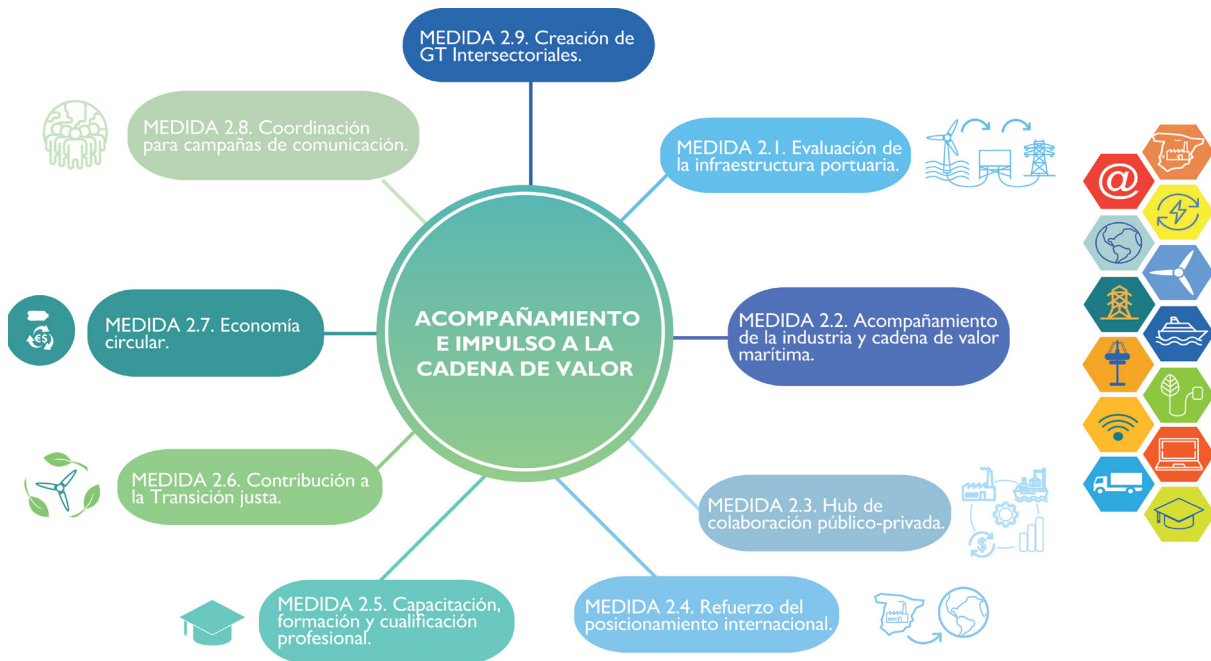 MEDIDA 2.9. Creación de
GT Intersectoriales.
MEDIDA 2.8. Coordinación
para campañas de comunicación.
MEDIDA 2.1. Evaluación de
la infraestructura portuaria.
@
ACOMPAÑAMIENTO
E IMPULSO A LA
CADENA DE VALOR
MEDIDA 2.7. Economía
circular.
€$
MEDIDA 2.2. Acompañamiento
de la industria y cadena de valor
marítima.
MEDIDA 2.6. Contribución a
la Transición justa.
MEDIDA 2.3. Hub de
colaboración público-privada.
$
MEDIDA 2.5. Capacitación,
formación y cualificación
profesional.
MEDIDA 2.4. Refuerzo del
posicionamiento internacional.